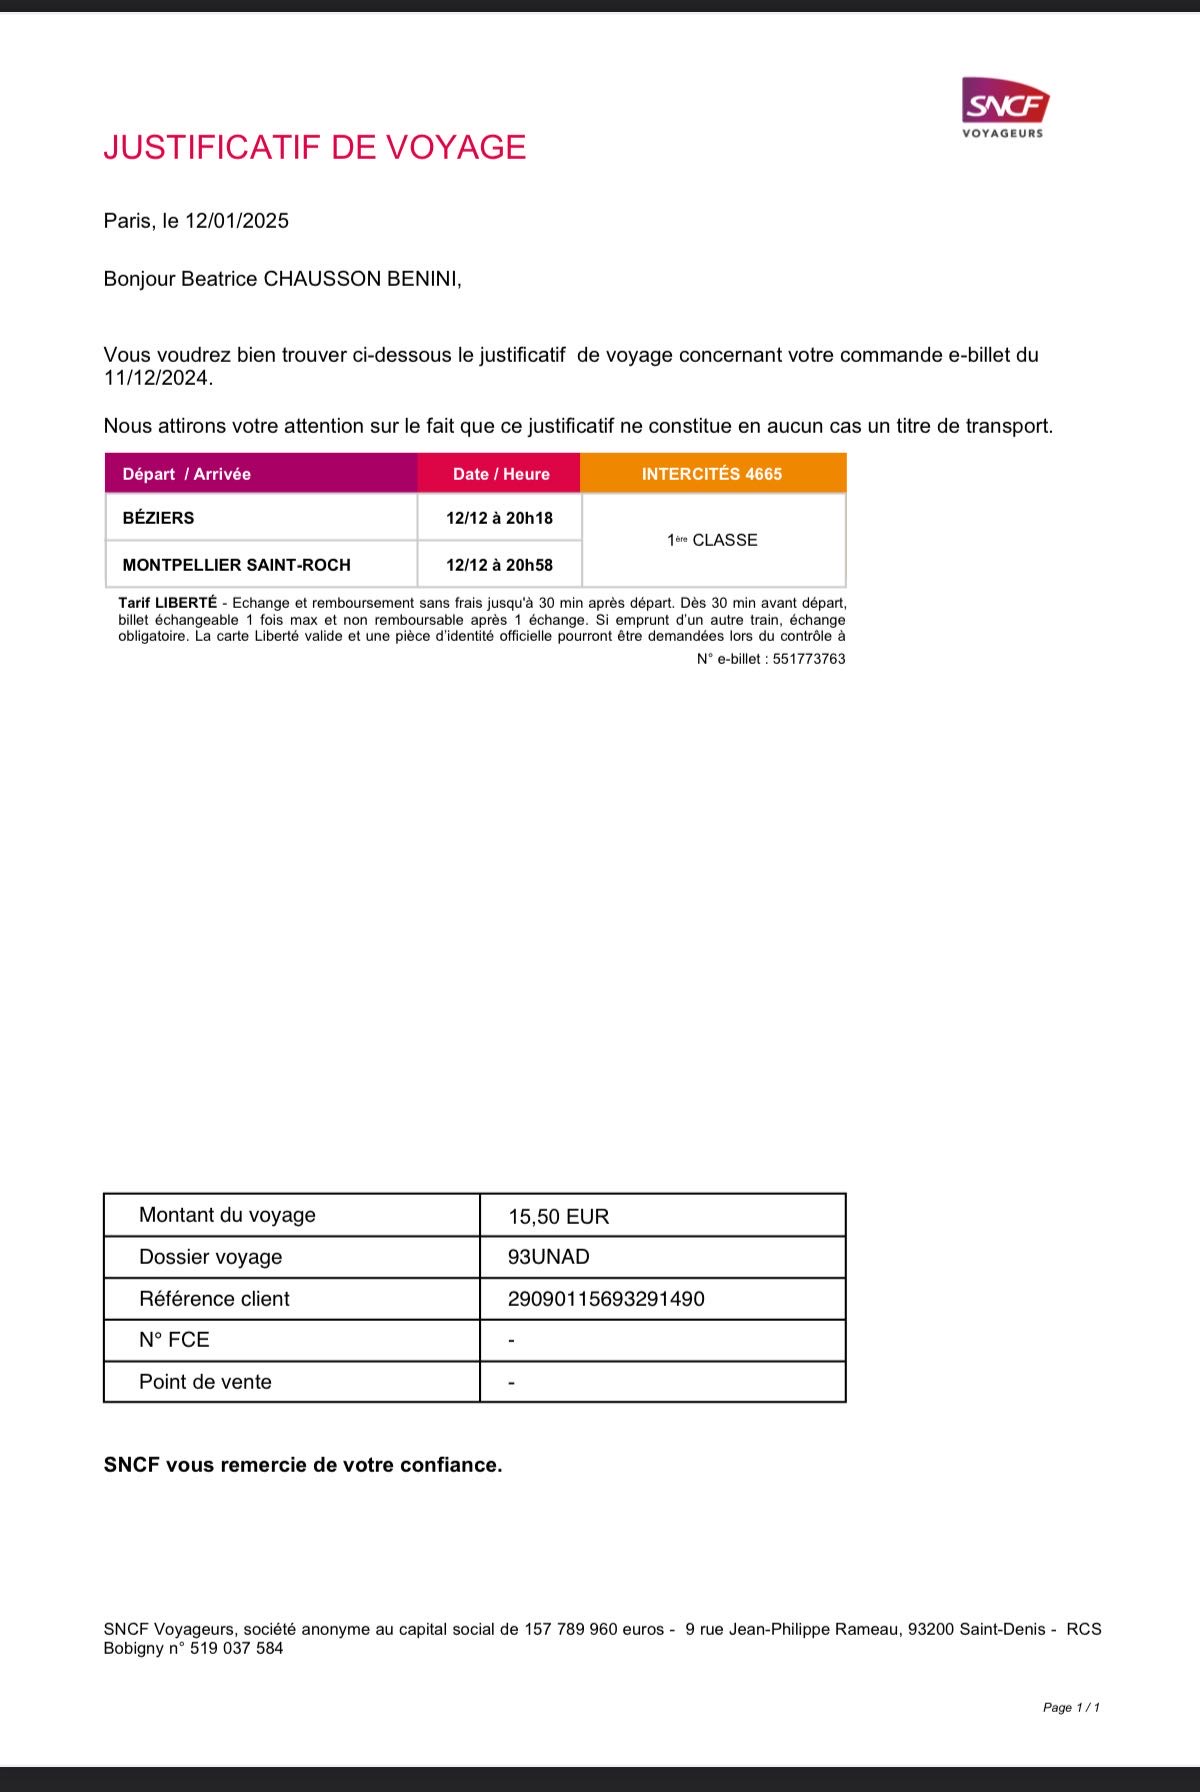 SNCF
VOYAGEURS
JUSTIFICATIF DE VOYAGE
Paris, le 12/01/2025
Bonjour Beatrice CHAUSSON BENINI,
Vous voudrez bien trouver ci-dessous le justificatif  de voyage concernant votre commande e-billet du
11/12/2024.
Nous attirons votre attention sur le fait que ce justificatif ne constitue en aucun cas un titre de transport.
Départ  / Arrivée Date / Heure INTERCITÉS 4665
BÉZIERS 12/12 à 20h18
1ère CLASSE
MONTPELLIER SAINT-ROCH 12/12 à 20h58
Tarif LIBERTÉ - Echange et remboursement sans frais jusqu'à 30 min après départ. Dès 30 min avant départ,
billet échangeable 1 fois max et non remboursable après 1 échange. Si emprunt d'un autre train, échange
obligatoire. La carte Liberté valide et une pièce d'identité officielle pourront être demandées lors du contrôle à
N° e-billet : 551773763
Montant du voyage 15,50 EUR
Dossier voyage 93UNAD
Référence client 29090115693291490
N° FCE -
Point de vente -
SNCF vous remercie de votre confiance.
SNCF Voyageurs, société anonyme au capital social de 157 789 960 euros -  9 rue Jean-Philippe Rameau, 93200 Saint-Denis -  RCS
Bobigny n° 519 037 584
Page 1 / 1